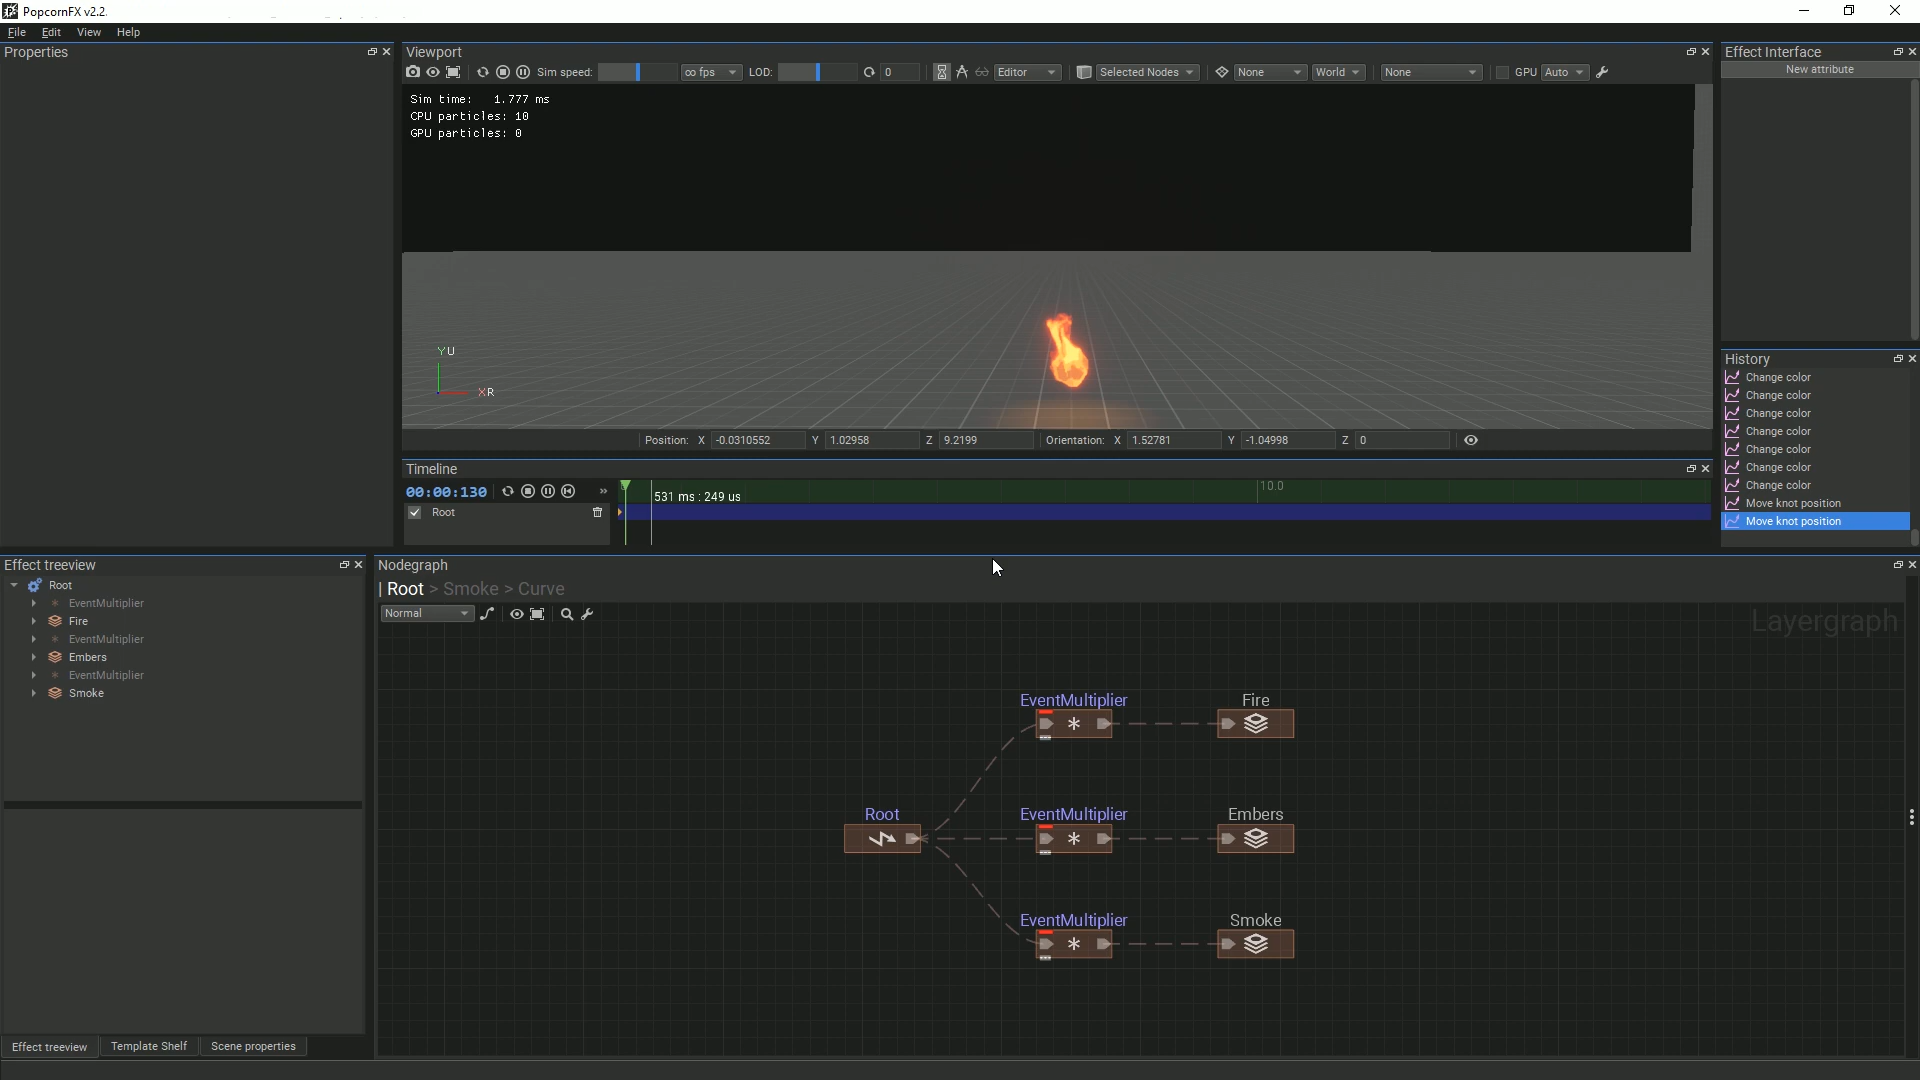 PopcornFX v2.2.
File Edit View Help
Properties
Viewport
Sim speed: ∞ fps LOD: 0 Editor Selected Nodes None World None GPU Auto
Sim time: 1.777 ms
CPU particles: 10
GPU particles: 0
Y U
X R
Position: X -0.0310552 Y 1.02958 Z 9.2199 Orientation: X 1.52781 Y -1.04998 Z 0
Effect Interface
New attribute
History
Change color
Change color
Change color
Change color
Change color
Change color
Change color
Move knot position
Move knot position
Timeline
00:00:130 » 10.0
531 ms : 249 us
Root
Effect treeview
Root
EventMultiplier
Fire
EventMultiplier
Embers
EventMultiplier
Smoke
Effect treeview Template Shelf Scene properties
Nodegraph
| Root > Smoke > Curve
Normal
Layergraph
EventMultiplier Fire
Root EventMultiplier Embers
EventMultiplier Smoke